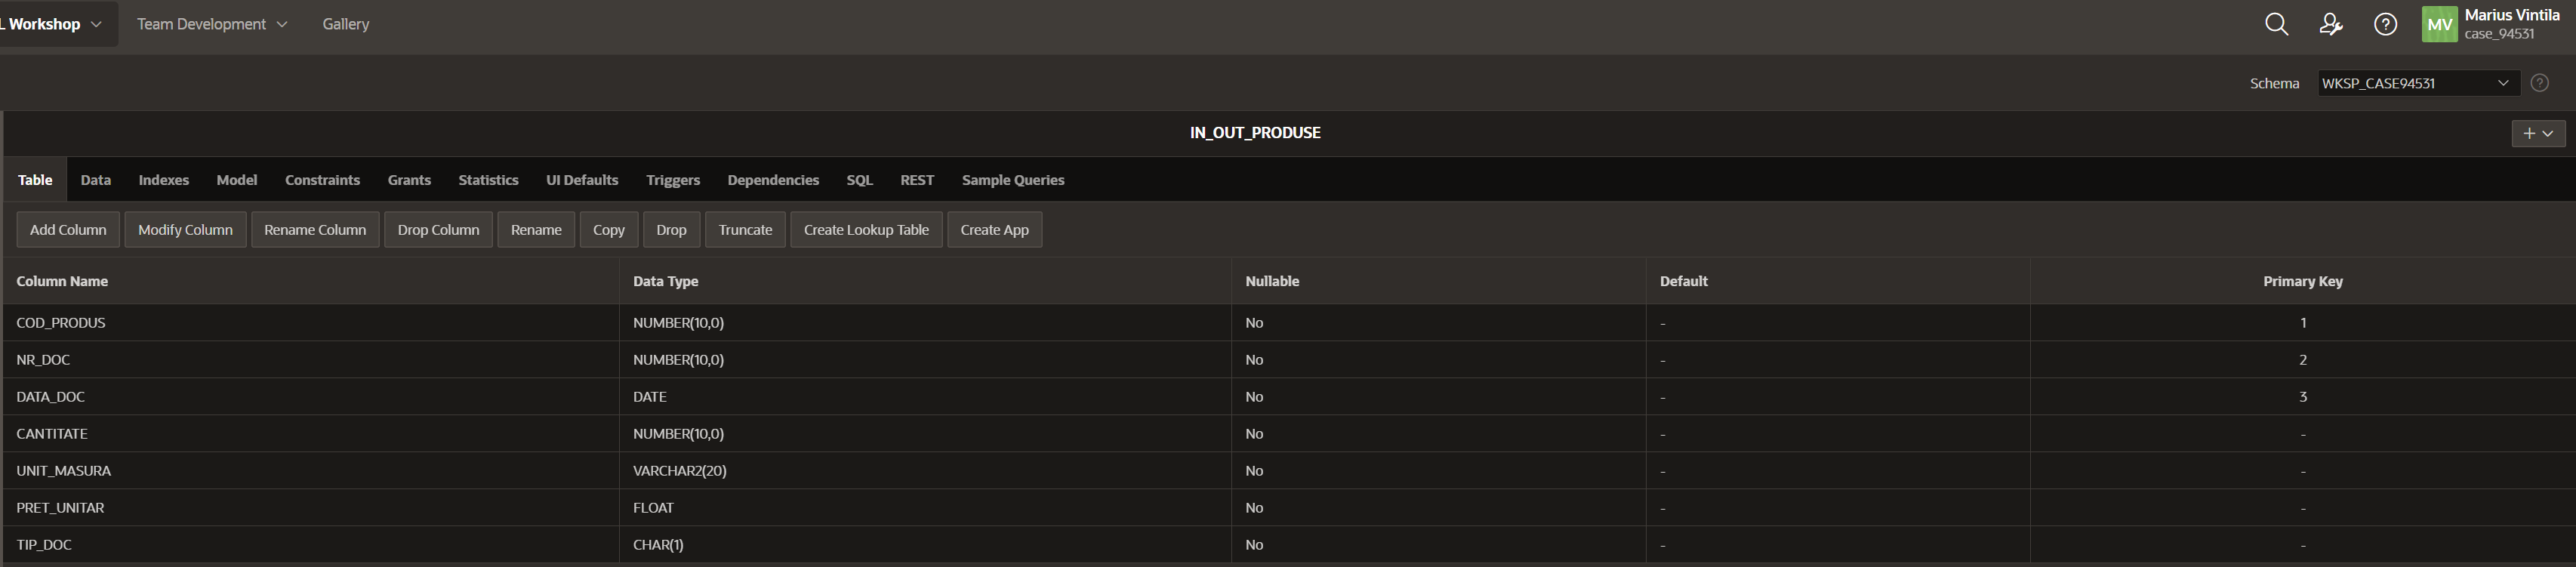 L Workshop Team Development Gallery MV Marius Vintila
case_94531
Schema WKSP_CASE94531
IN_OUT_PRODUSE
Table Data Indexes Model Constraints Grants Statistics UI Defaults Triggers Dependencies SQL REST Sample Queries
Add Column Modify Column Rename Column Drop Column Rename Copy Drop Truncate Create Lookup Table Create App
Column Name Data Type Nullable Default Primary Key
COD_PRODUS NUMBER(10,0) No - 1
NR_DOC NUMBER(10,0) No - 2
DATA_DOC DATE No - 3
CANTITATE NUMBER(10,0) No - -
UNIT_MASURA VARCHAR2(20) No - -
PRET_UNITAR FLOAT No - -
TIP_DOC CHAR(1) No - -